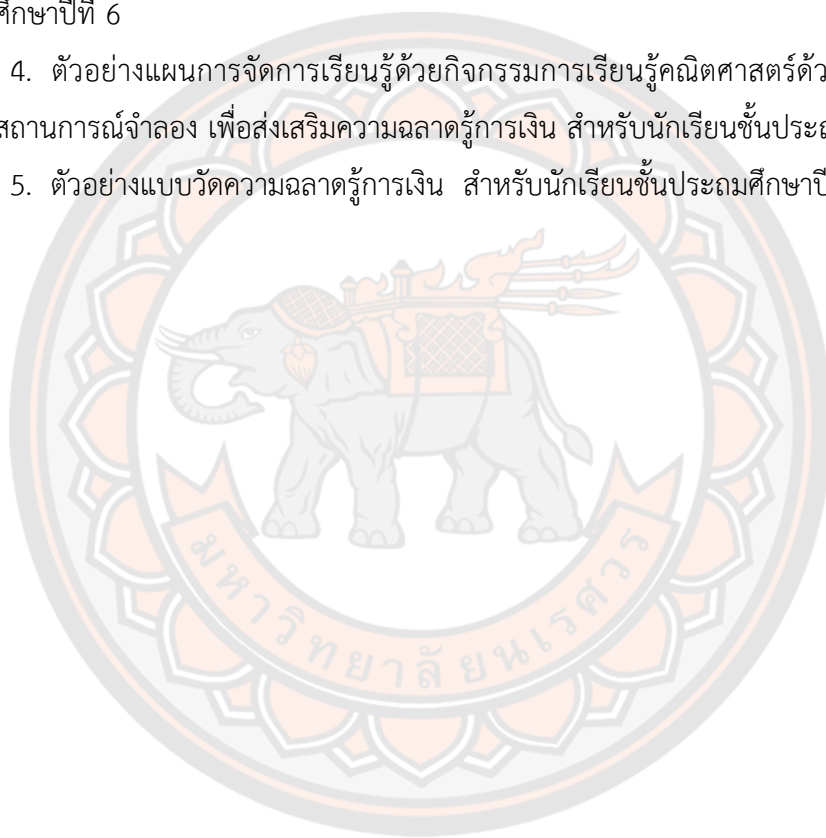 ศึกษาปีที่ 6
4. ตัวอย่างแผนการจัดการเรียนรู้ด้วยกิจกรรมการเรียนรู้คณิตศาสตร์ด้ว
สถานการณ์จำลอง เพื่อส่งเสริมความฉลาดรู้การเงิน สำหรับนักเรียนชั้นประถ
5. ตัวอย่างแบบวัดความฉลาดรู้การเงิน สำหรับนักเรียนชั้นประถมศึกษาปี
มหาวิทยาลัยนเรศวร